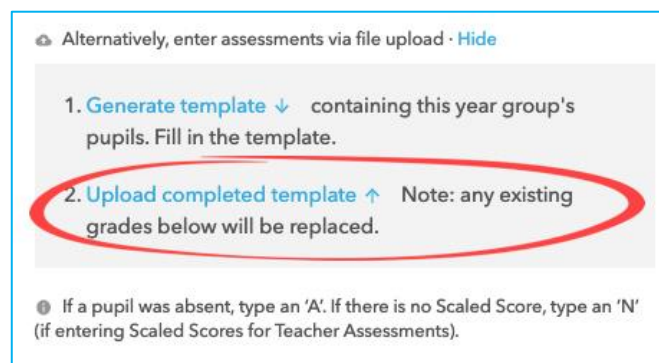 Alternatively, enter assessments via file upload · Hide
1. Generate template ↓ containing this year group's
pupils. Fill in the template.
2. Upload completed template ↑ Note: any existing
grades below will be replaced.
If a pupil was absent, type an ‘A’. If there is no Scaled Score, type an ‘N’
(if entering Scaled Scores for Teacher Assessments).